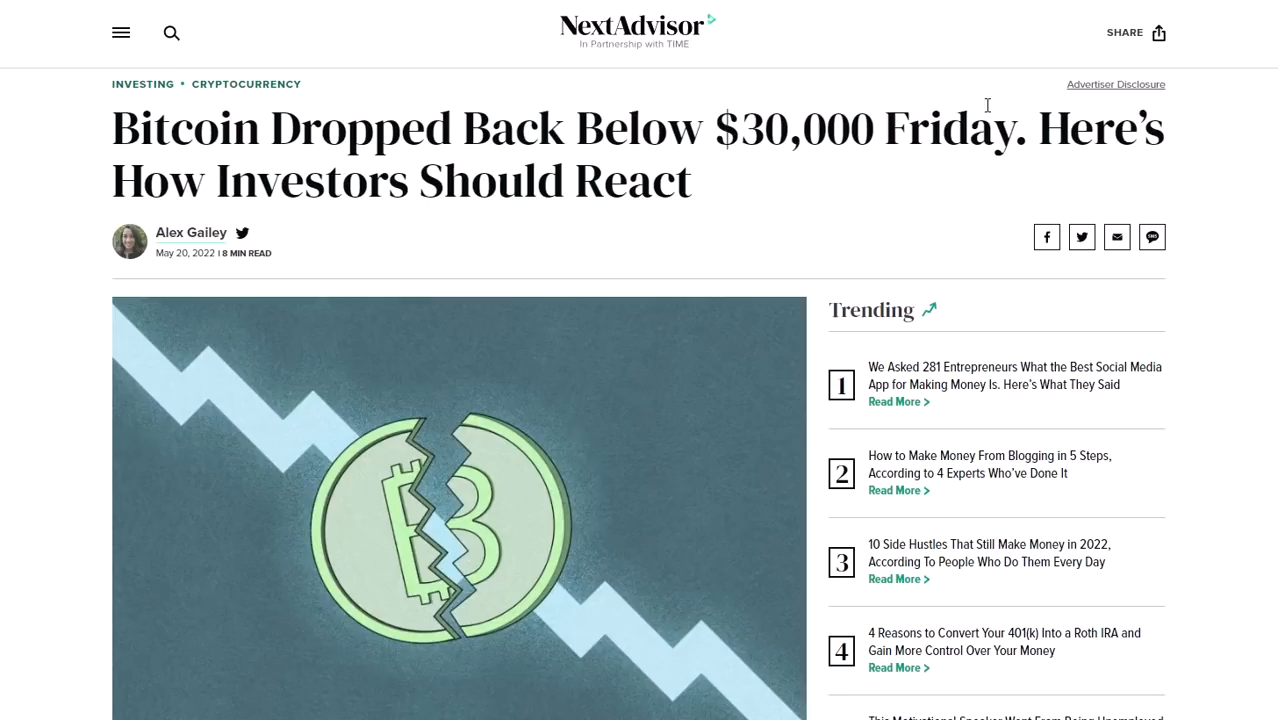 NextAdvisor
In Partnership with TIME
SHARE
INVESTING • CRYPTOCURRENCY
Advertiser Disclosure
Bitcoin Dropped Back Below $30,000 Friday. Here’s
How Investors Should React
Alex Gailey
May 20, 2022 | 8 MIN READ
SMS
Trending
1
We Asked 281 Entrepreneurs What the Best Social Media
App for Making Money Is. Here’s What They Said
Read More >
2
How to Make Money From Blogging in 5 Steps,
According to 4 Experts Who’ve Done It
Read More >
3
10 Side Hustles That Still Make Money in 2022,
According To People Who Do Them Every Day
Read More >
4
4 Reasons to Convert Your 401(k) Into a Roth IRA and
Gain More Control Over Your Money
Read More >